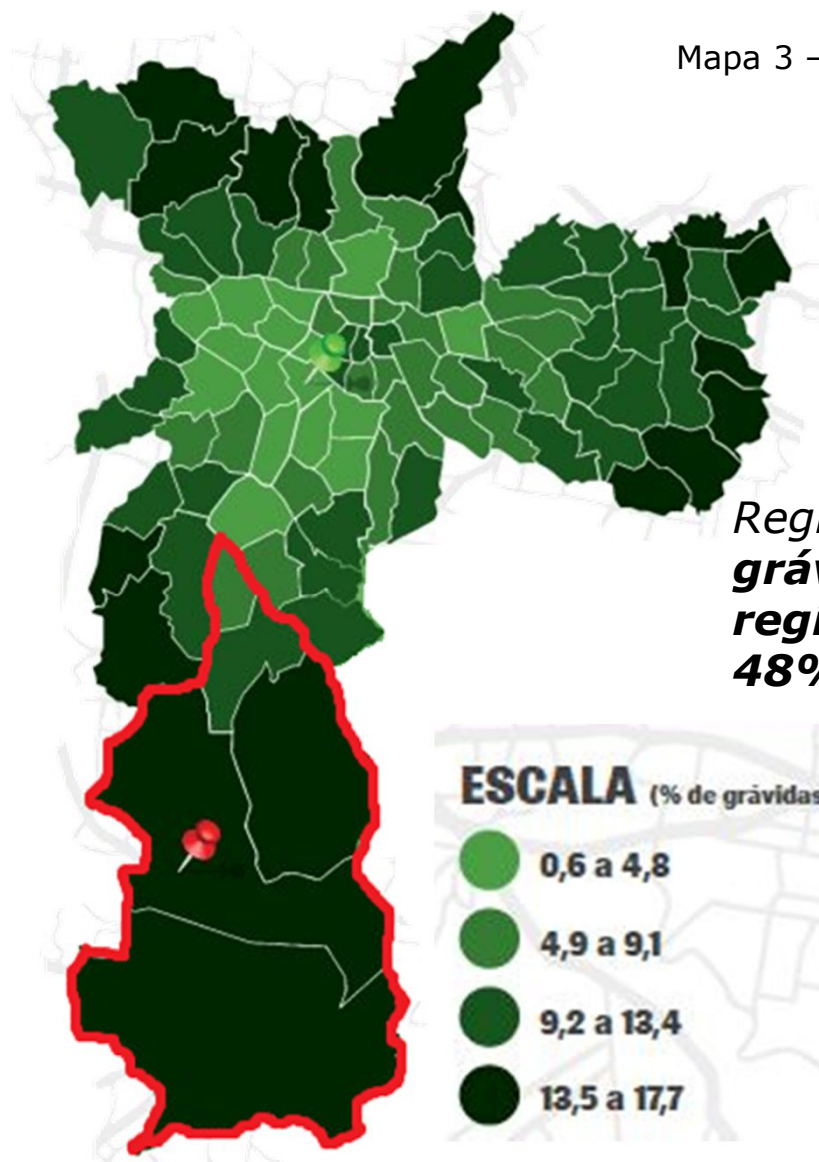 Mapa 3 –
Regi
gráv
regi
48%
ESCALA (% de grávidas
0,6 a 4,8
4,9 a 9,1
9,2 a 13,4
13,5 a 17,7